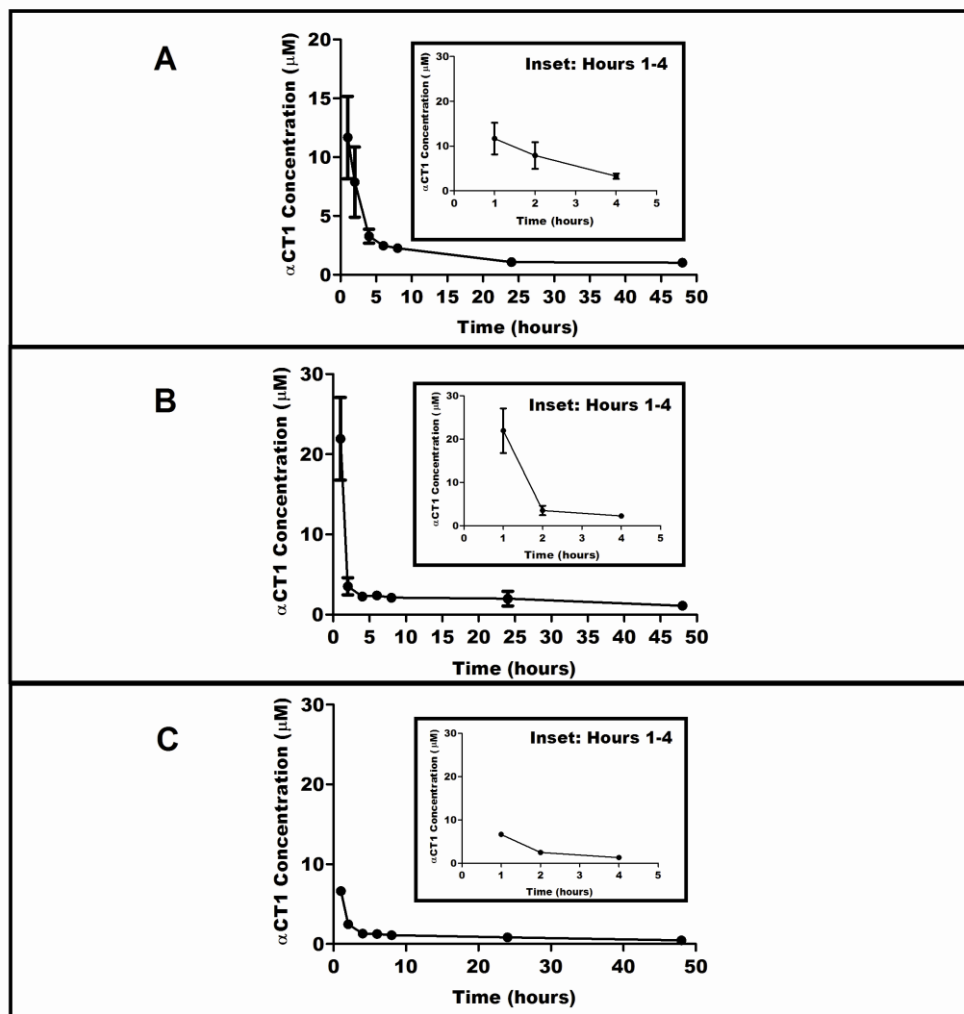 A
αCT1 Concentration (μM)
20
15
10
5
0
0 5 10 15 20 25 30 35 40 45 50
Time (hours)
Inset: Hours 1-4
αCT1 Concentration (μM)
30
20
10
0
0 1 2 3 4 5
Time (hours)
B
αCT1 Concentration (μM)
30
20
10
0
0 5 10 15 20 25 30 35 40 45 50
Time (hours)
Inset: Hours 1-4
αCT1 Concentration (μM)
30
20
10
0
0 1 2 3 4 5
Time (hours)
C
αCT1 Concentration (μM)
30
20
10
0
0 10 20 30 40 50
Time (hours)
Inset: Hours 1-4
αCT1 Concentration (μM)
30
20
10
0
0 1 2 3 4 5
Time (hours)